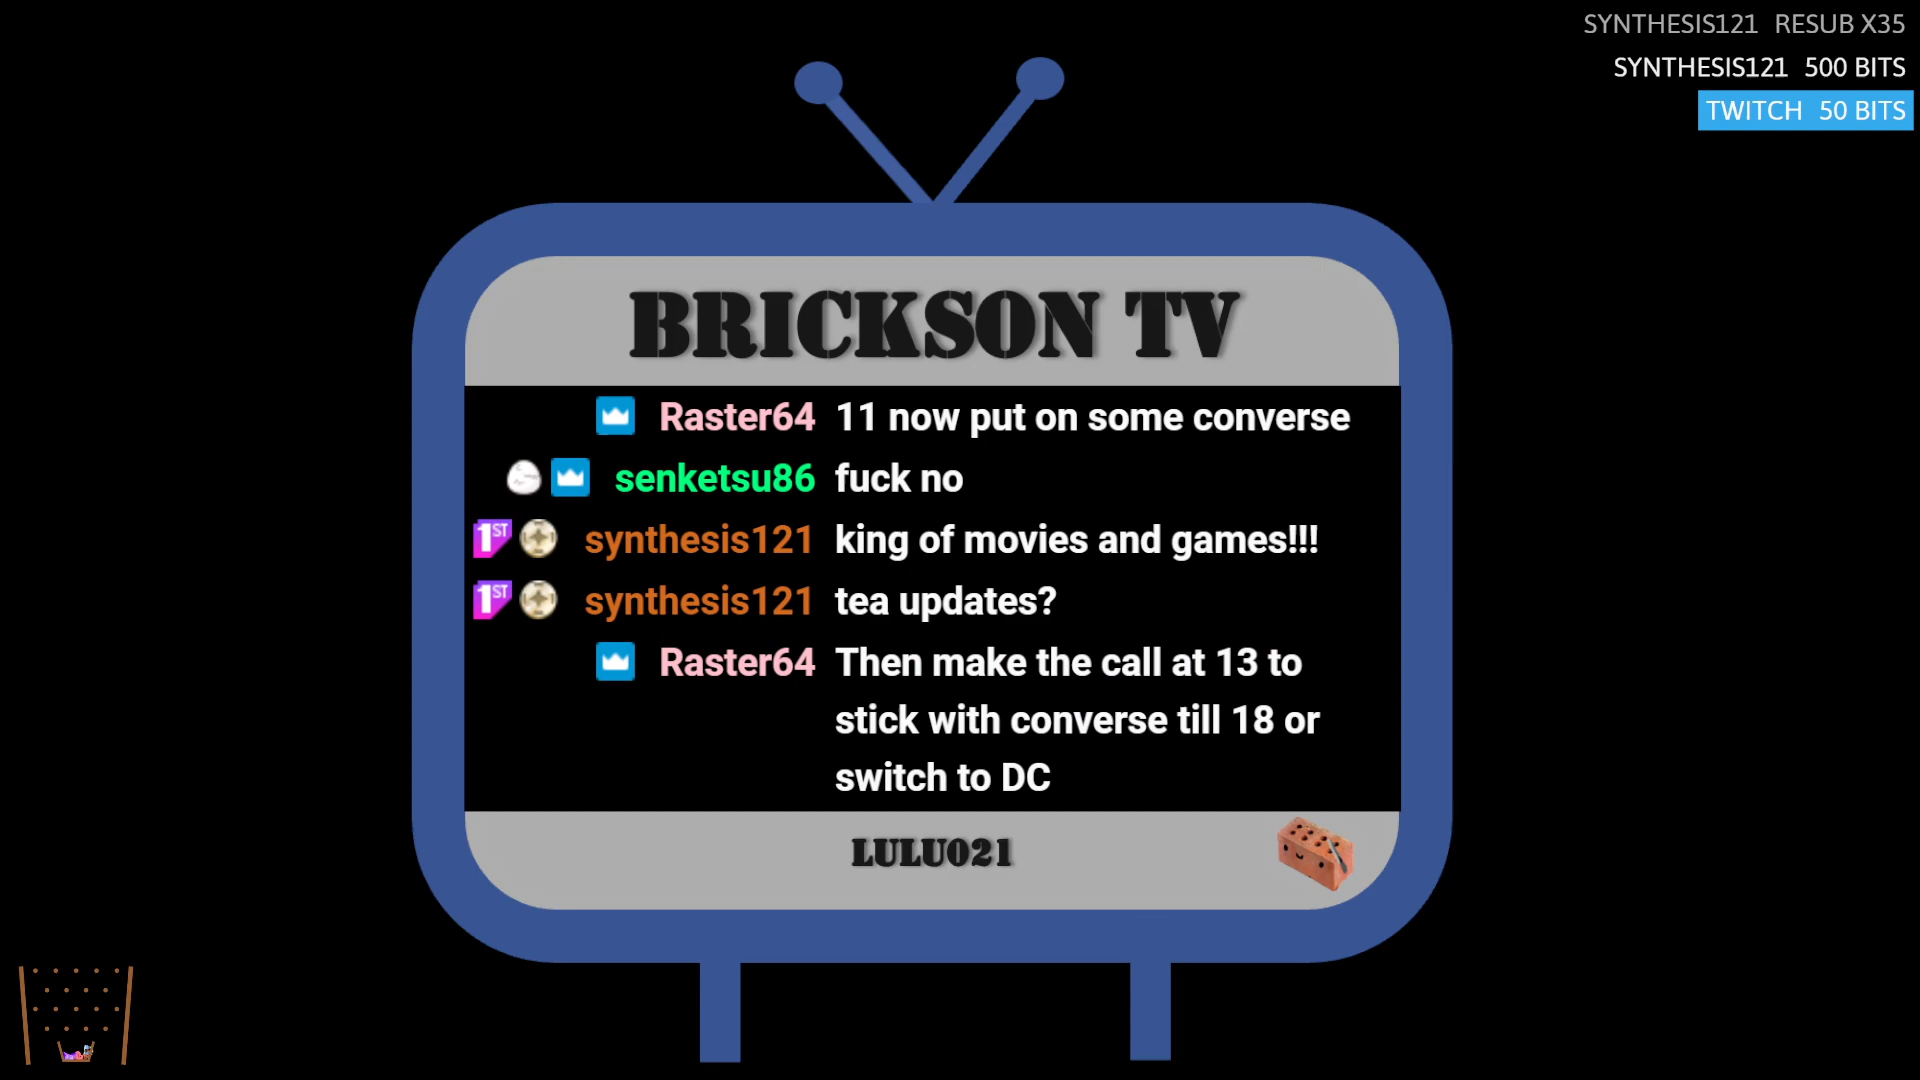 SYNTHESIS121 RESUB X35
SYNTHESIS121 500 BITS
TWITCH 50 BITS
BRICKSON TV
Raster64 11 now put on some converse
senketsu86 fuck no
1ST synthesis121 king of movies and games!!!
1ST synthesis121 tea updates?
Raster64 Then make the call at 13 to
stick with converse till 18 or
switch to DC
LULU021